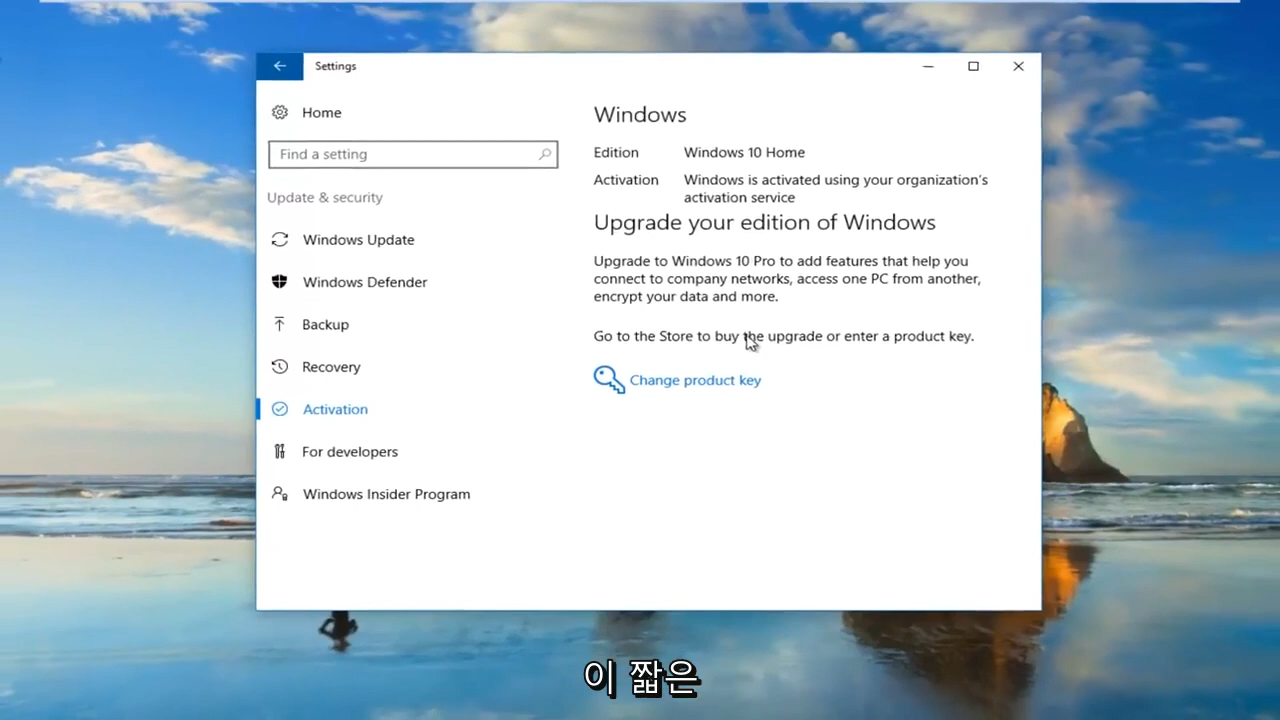 Settings
Home
Find a setting
Update & security
Windows Update
Windows Defender
Backup
Recovery
Activation
For developers
Windows Insider Program
Windows
Edition Windows 10 Home
Activation Windows is activated using your organization's
activation service
Upgrade your edition of Windows
Upgrade to Windows 10 Pro to add features that help you
connect to company networks, access one PC from another,
encrypt your data and more.
Go to the Store to buy the upgrade or enter a product key.
Change product key
이 짧은